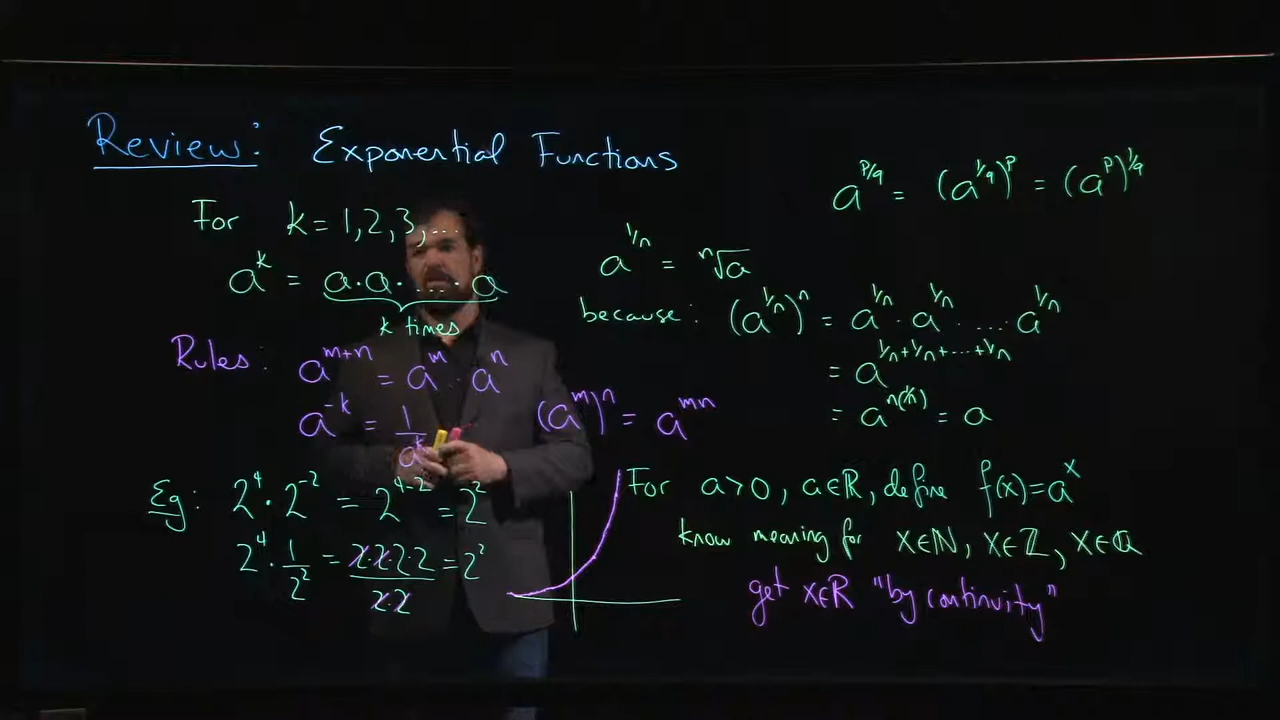 Review: Exponential Functions
For k = 1,2,3,...
a^k = a·a·....·a
k times
Rules: a^{m+n} = a^m · a^n
a^{-k} = 1/a^k
(a^m)^n = a^{mn}
Eg: 2^4 · 2^{-2} = 2^{4-2} = 2^2
2^4 · 1/2^2 = 2·2·2·2/2·2 = 2^2
a^{p/q} = (a^{1/q})^p = (a^p)^{1/q}
a^{1/n} = ⁿ√a
because: (a^{1/n})^n = a^{1/n} · a^{1/n} · .... a^{1/n}
= a^{1/n+1/n+...+1/n}
= a^{n(1/n)} = a
For a>0, a∈ℝ, define f(x)=a^x
know meaning for x∈ℕ, x∈ℤ, x∈ℚ
get x∈ℝ "by continuity"